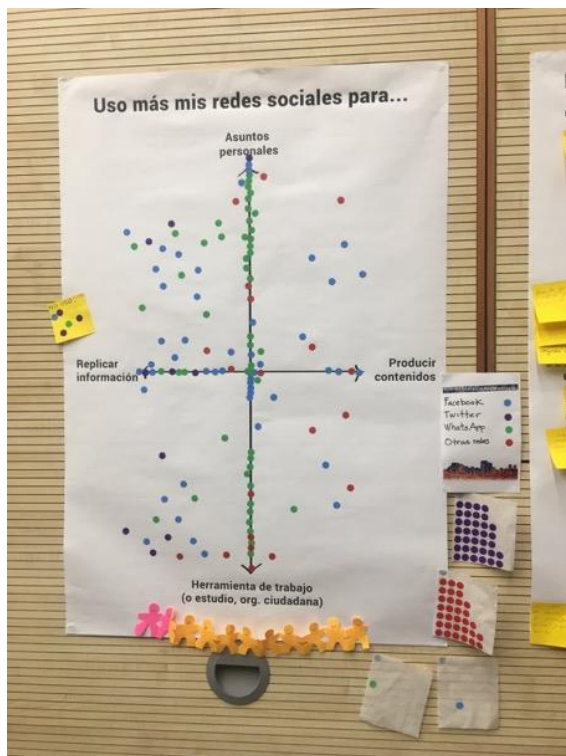 Uso más mis redes sociales para...
Asuntos
personales
Replicar
información
Producir
contenidos
Herramienta de trabajo
(o estudio, org. ciudadana)
Facebook
Twitter
WhatsApp
Otras redes